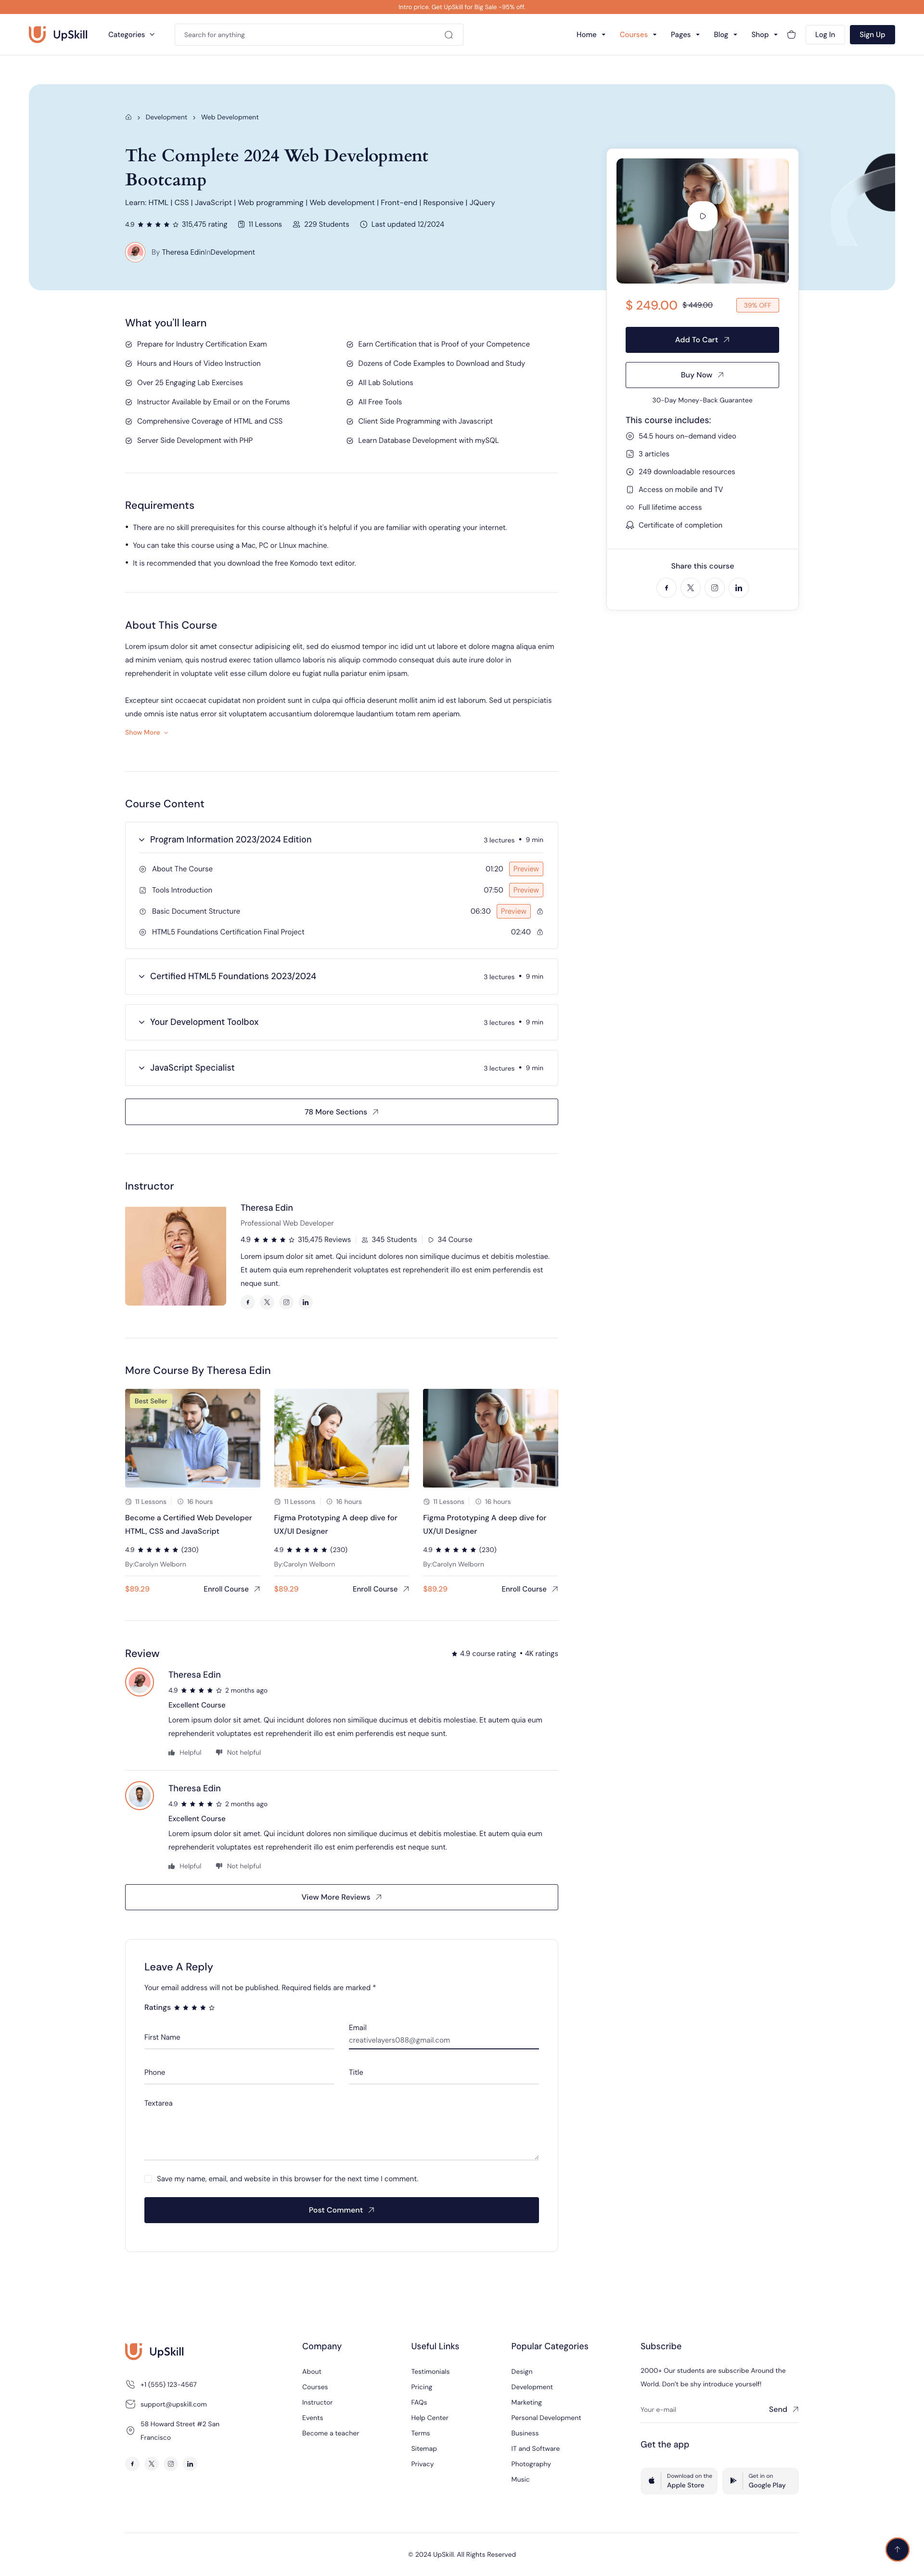 Intro price. Get UpSkill for Big Sale -95% off.
UpSkill
Categories
Search for anything
Home
Courses
Pages
Blog
Shop
Log In
Sign Up
Development
Web Development
The Complete 2024 Web Development
Bootcamp
Learn: HTML | CSS | JavaScript | Web programming | Web development | Front-end | Responsive | JQuery
4.9 315,475 rating 11 Lessons 229 Students Last updated 12/2024
By Theresa EdinInDevelopment
$ 249.00 $ 449.00 39% OFF
Add To Cart
Buy Now
30-Day Money-Back Guarantee
This course includes:
54.5 hours on-demand video
3 articles
249 downloadable resources
Access on mobile and TV
Full lifetime access
Certificate of completion
Share this course
What you'll learn
Prepare for Industry Certification Exam
Earn Certification that is Proof of your Competence
Hours and Hours of Video Instruction
Dozens of Code Examples to Download and Study
Over 25 Engaging Lab Exercises
All Lab Solutions
Instructor Available by Email or on the Forums
All Free Tools
Comprehensive Coverage of HTML and CSS
Client Side Programming with Javascript
Server Side Development with PHP
Learn Database Development with mySQL
Requirements
• There are no skill prerequisites for this course although it's helpful if you are familiar with operating your internet.
• You can take this course using a Mac, PC or LInux machine.
• It is recommended that you download the free Komodo text editor.
About This Course
Lorem ipsum dolor sit amet consectur adipisicing elit, sed do eiusmod tempor inc idid unt ut labore et dolore magna aliqua enim
ad minim veniam, quis nostrud exerec tation ullamco laboris nis aliquip commodo consequat duis aute irure dolor in
reprehenderit in voluptate velit esse cillum dolore eu fugiat nulla pariatur enim ipsam.
Excepteur sint occaecat cupidatat non proident sunt in culpa qui officia deserunt mollit anim id est laborum. Sed ut perspiciatis
unde omnis iste natus error sit voluptatem accusantium doloremque laudantium totam rem aperiam.
Show More
Course Content
Program Information 2023/2024 Edition 3 lectures • 9 min
About The Course 01:20 Preview
Tools Introduction 07:50 Preview
Basic Document Structure 06:30 Preview
HTML5 Foundations Certification Final Project 02:40
Certified HTML5 Foundations 2023/2024 3 lectures • 9 min
Your Development Toolbox 3 lectures • 9 min
JavaScript Specialist 3 lectures • 9 min
78 More Sections
Instructor
Theresa Edin
Professional Web Developer
4.9 315,475 Reviews 345 Students 34 Course
Lorem ipsum dolor sit amet. Qui incidunt dolores non similique ducimus et debitis molestiae.
Et autem quia eum reprehenderit voluptates est reprehenderit illo est enim perferendis est
neque sunt.
More Course By Theresa Edin
Best Seller
11 Lessons 16 hours
Become a Certified Web Developer
HTML, CSS and JavaScript
4.9 (230)
By:Carolyn Welborn
$89.29 Enroll Course
11 Lessons 16 hours
Figma Prototyping A deep dive for
UX/UI Designer
4.9 (230)
By:Carolyn Welborn
$89.29 Enroll Course
11 Lessons 16 hours
Figma Prototyping A deep dive for
UX/UI Designer
4.9 (230)
By:Carolyn Welborn
$89.29 Enroll Course
Review 4.9 course rating • 4K ratings
Theresa Edin
4.9 2 months ago
Excellent Course
Lorem ipsum dolor sit amet. Qui incidunt dolores non similique ducimus et debitis molestiae. Et autem quia eum
reprehenderit voluptates est reprehenderit illo est enim perferendis est neque sunt.
Helpful Not helpful
Theresa Edin
4.9 2 months ago
Excellent Course
Lorem ipsum dolor sit amet. Qui incidunt dolores non similique ducimus et debitis molestiae. Et autem quia eum
reprehenderit voluptates est reprehenderit illo est enim perferendis est neque sunt.
Helpful Not helpful
View More Reviews
Leave A Reply
Your email address will not be published. Required fields are marked *
Ratings
First Name
Email
creativelayers088@gmail.com
Phone
Title
Textarea
Save my name, email, and website in this browser for the next time I comment.
Post Comment
UpSkill
+1 (555) 123-4567
support@upskill.com
58 Howard Street #2 San
Francisco
Company
About
Courses
Instructor
Events
Become a teacher
Useful Links
Testimonials
Pricing
FAQs
Help Center
Terms
Sitemap
Privacy
Popular Categories
Design
Development
Marketing
Personal Development
Business
IT and Software
Photography
Music
Subscribe
2000+ Our students are subscribe Around the
World. Don't be shy introduce yourself!
Your e-mail
Send
Get the app
Download on the
Apple Store
Get in on
Google Play
© 2024 UpSkill. All Rights Reserved